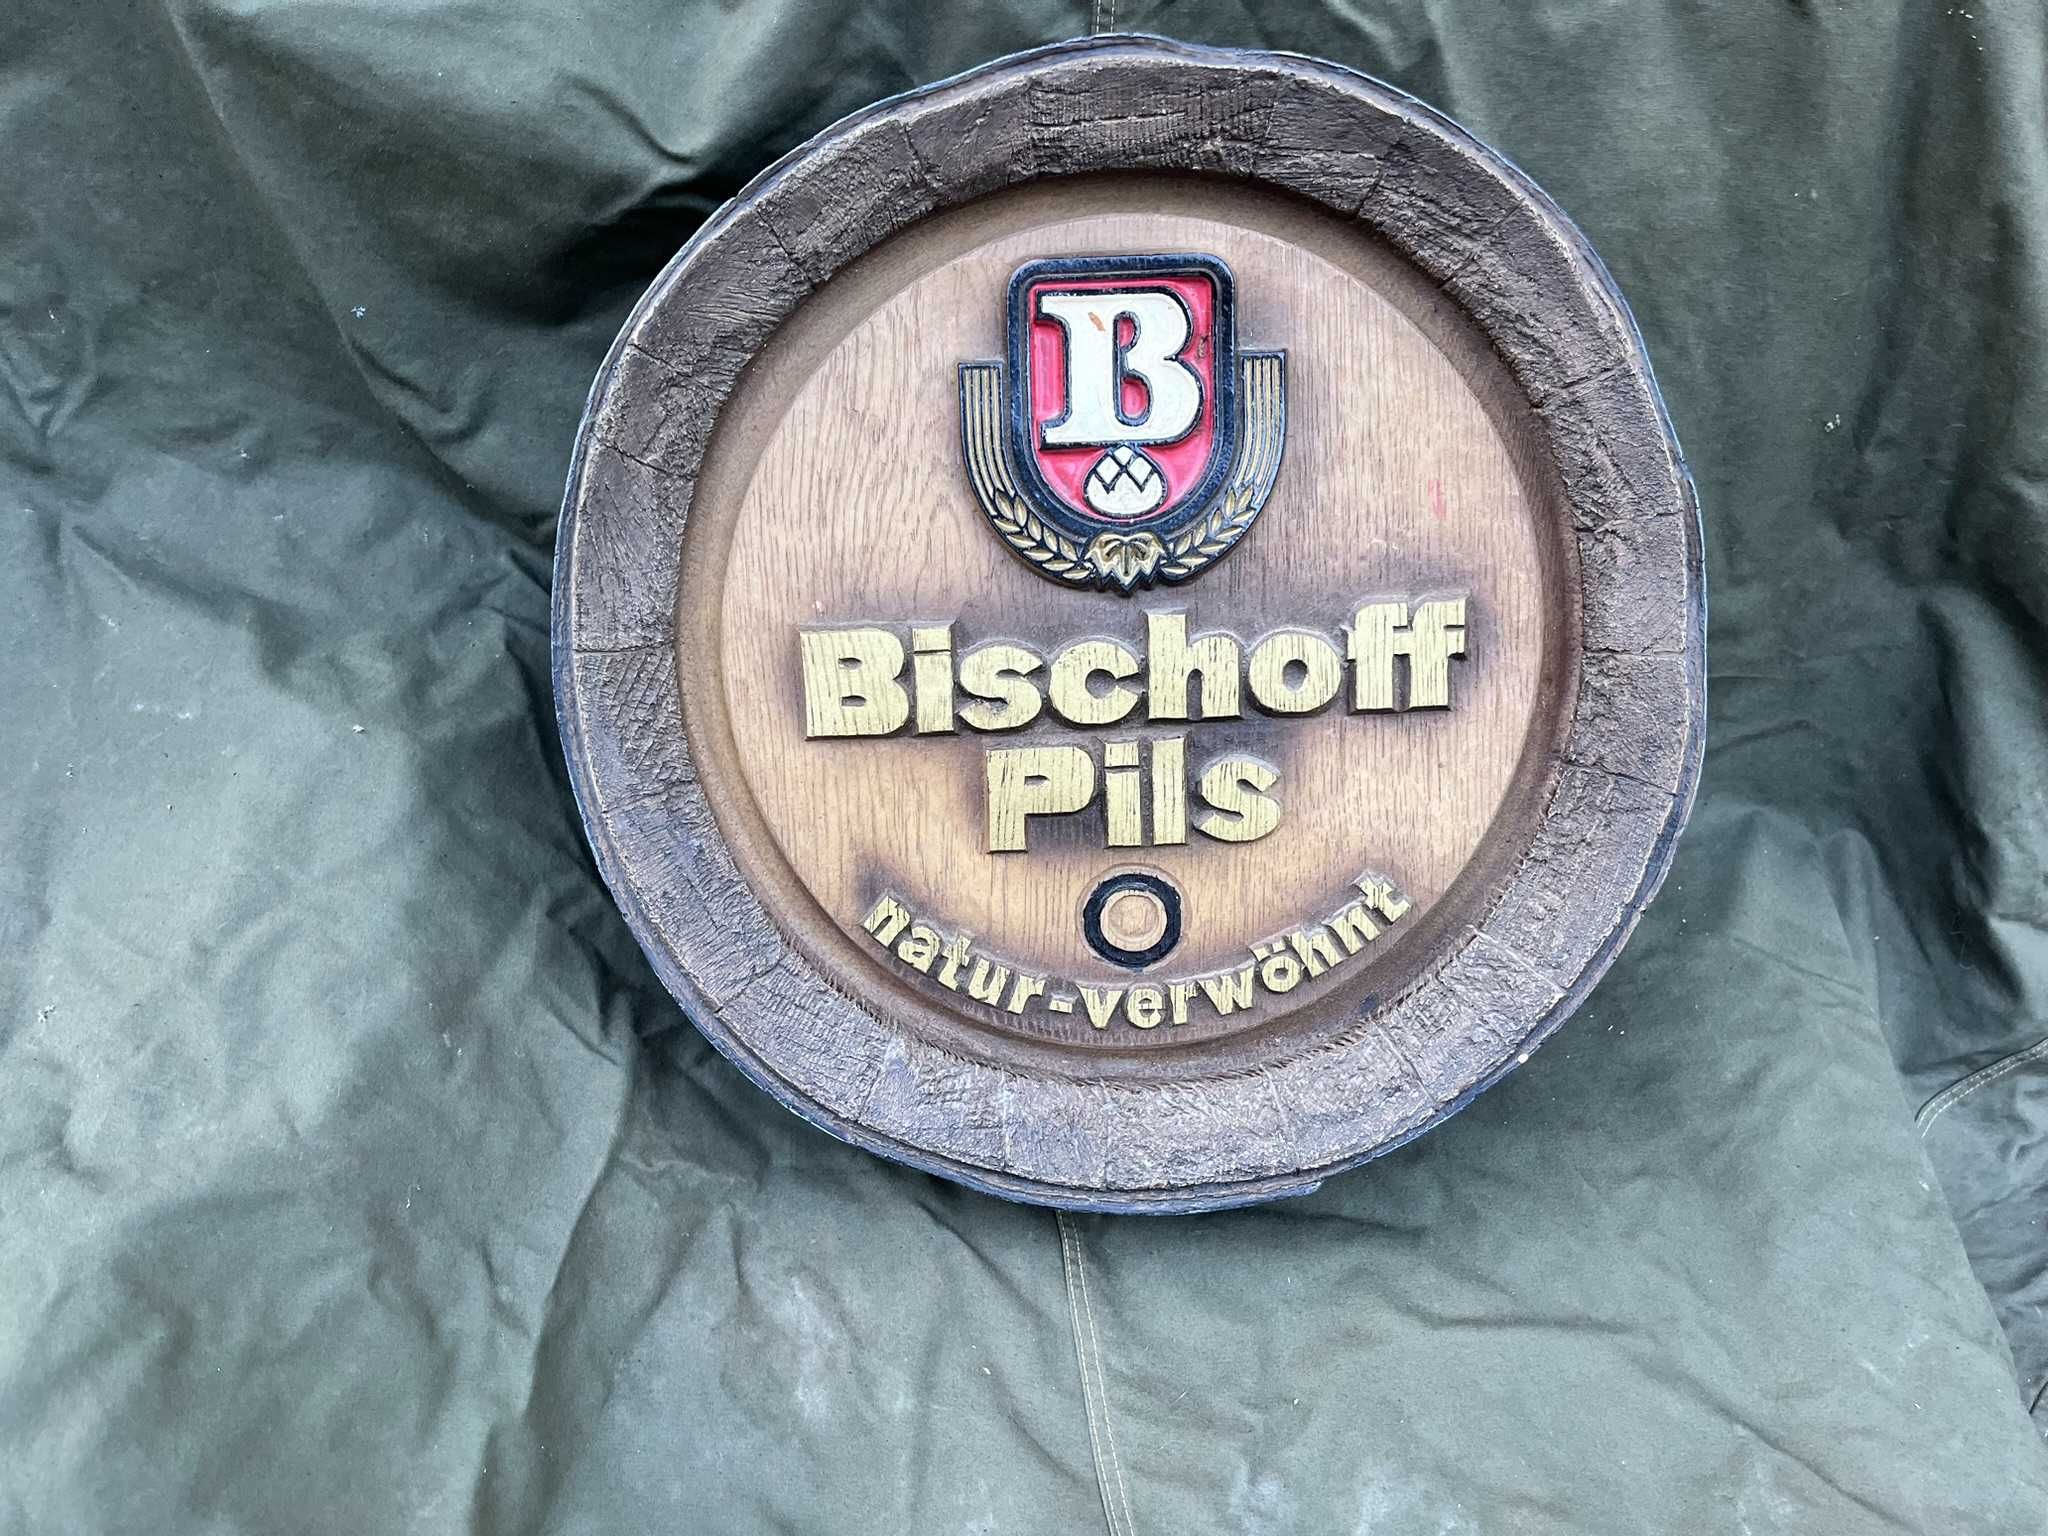 B
Bischoff
Pils
natur-verwöhnt